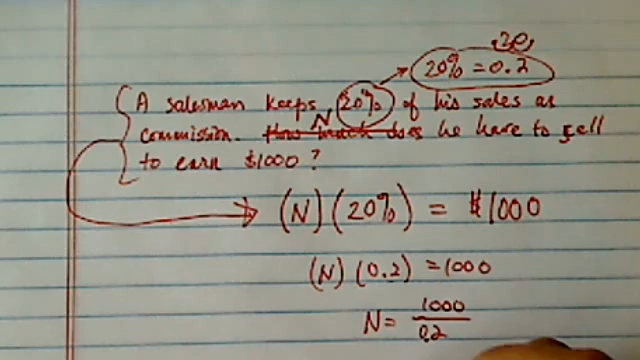 20
20% = 0.2
A salesman keeps 20% of his sales as
N
commission. How much does he have to sell
to earn $1000?
(N)(20%) = $1000
(N)(0.2) = 1000
N = 1000
0.2